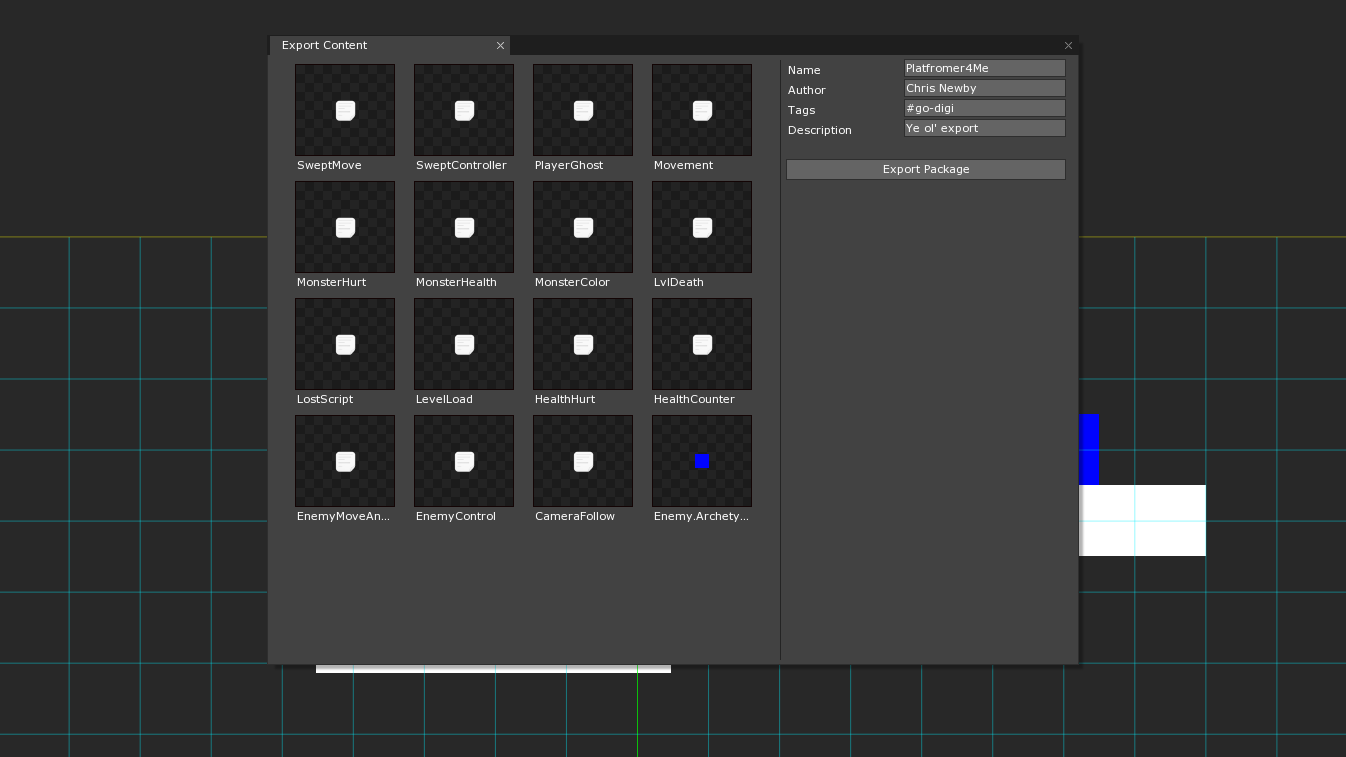 Export Content
SweptMove SweptController PlayerGhost Movement
MonsterHurt MonsterHealth MonsterColor LvlDeath
LostScript LevelLoad HealthHurt HealthCounter
EnemyMoveAn... EnemyControl CameraFollow Enemy.Archety...
Name Platfromer4Me
Author Chris Newby
Tags #go-digi
Description Ye ol' export
Export Package